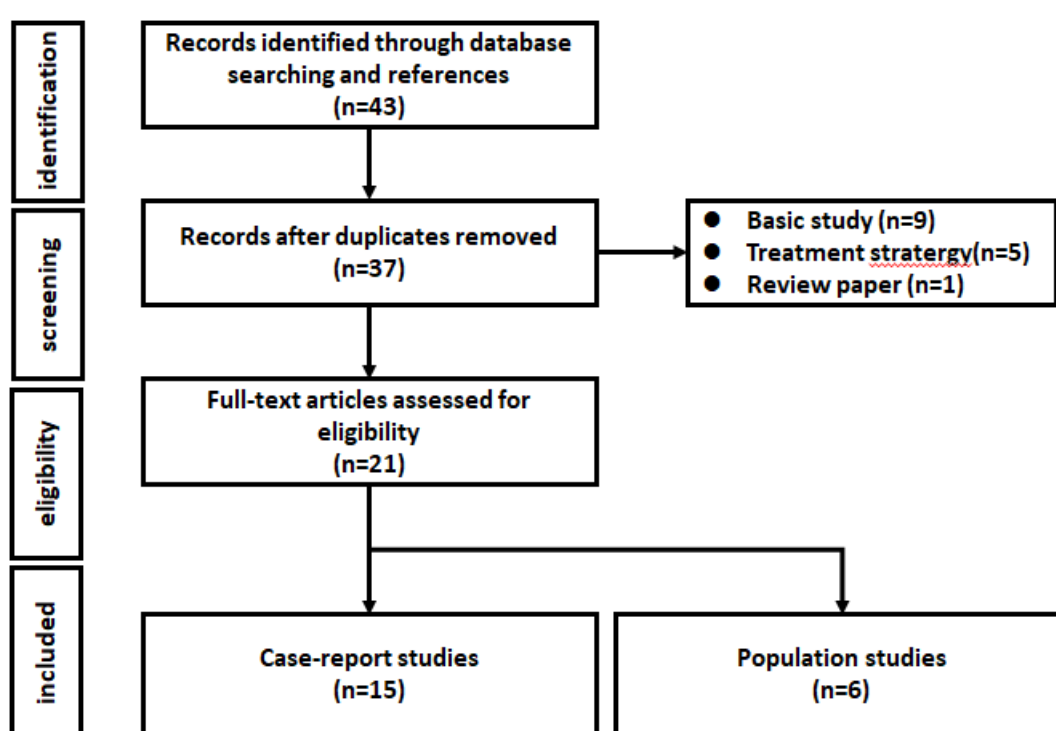 identification
Records identified through database
searching and references
(n=43)
screening
Records after duplicates removed
(n=37)
● Basic study (n=9)
● Treatment stratergy(n=5)
● Review paper (n=1)
eligibility
Full-text articles assessed for
eligibility
(n=21)
included
Case-report studies
(n=15)
Population studies
(n=6)